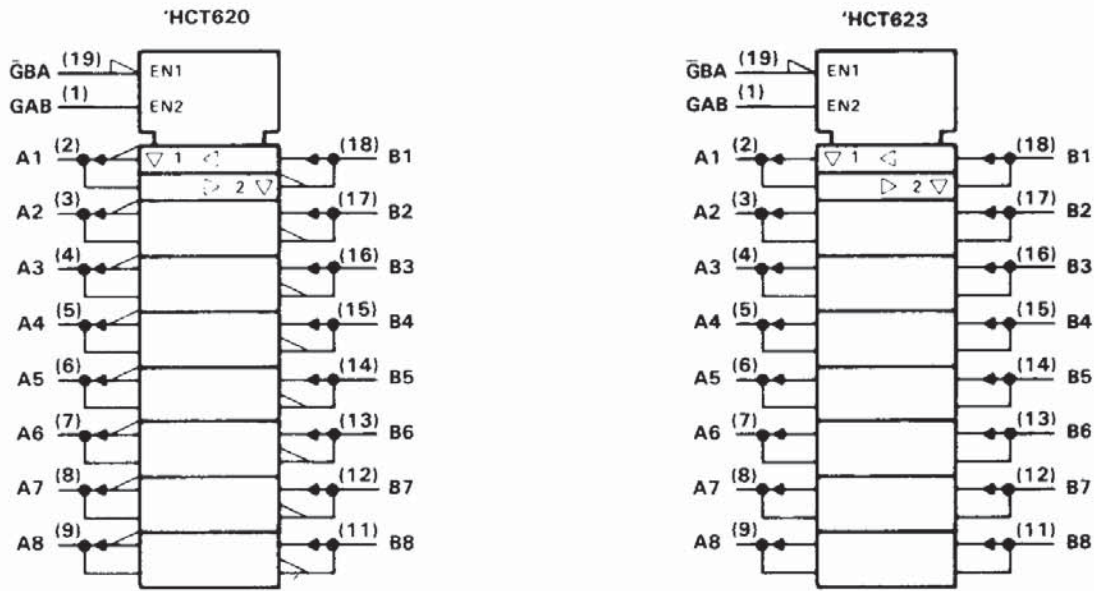 'HCT620
ḠBA (19) EN1
GAB (1) EN2
A1 (2) ▽ 1 ◁ (18) B1
▷ 2 ▽
A2 (3) (17) B2
A3 (4) (16) B3
A4 (5) (15) B4
A5 (6) (14) B5
A6 (7) (13) B6
A7 (8) (12) B7
A8 (9) (11) B8
'HCT623
ḠBA (19) EN1
GAB (1) EN2
A1 (2) ▽ 1 ◁ (18) B1
▷ 2 ▽
A2 (3) (17) B2
A3 (4) (16) B3
A4 (5) (15) B4
A5 (6) (14) B5
A6 (7) (13) B6
A7 (8) (12) B7
A8 (9) (11) B8